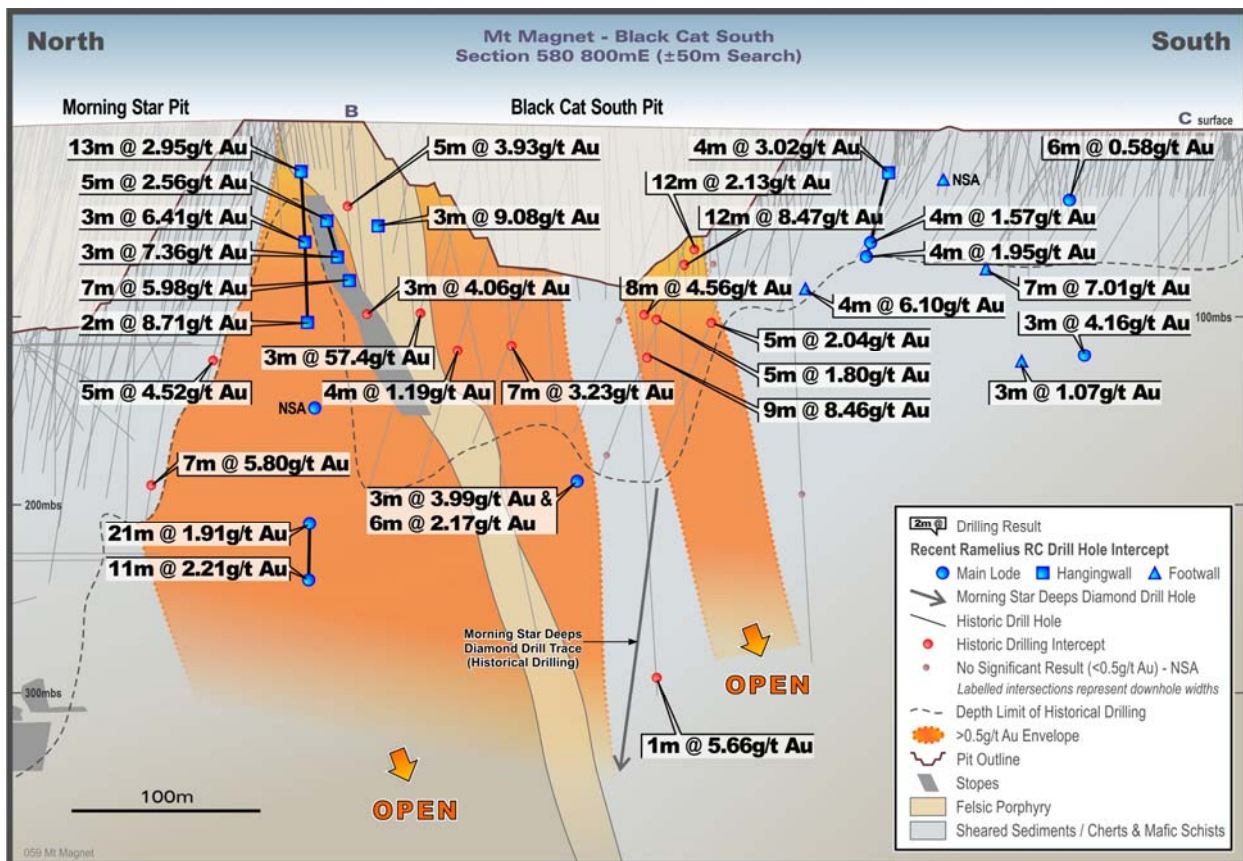 North
Mt Magnet - Black Cat South
Section 580 800mE (±50m Search)
South
Morning Star Pit
B
Black Cat South Pit
C surface
13m @ 2.95g/t Au
5m @ 2.56g/t Au
3m @ 6.41g/t Au
3m @ 7.36g/t Au
7m @ 5.98g/t Au
2m @ 8.71g/t Au
5m @ 4.52g/t Au
5m @ 3.93g/t Au
3m @ 9.08g/t Au
3m @ 4.06g/t Au
3m @ 57.4g/t Au
4m @ 1.19g/t Au
7m @ 3.23g/t Au
NSA
7m @ 5.80g/t Au
21m @ 1.91g/t Au
11m @ 2.21g/t Au
3m @ 3.99g/t Au &
6m @ 2.17g/t Au
4m @ 3.02g/t Au
12m @ 2.13g/t Au
12m @ 8.47g/t Au
8m @ 4.56g/t Au
5m @ 2.04g/t Au
5m @ 1.80g/t Au
9m @ 8.46g/t Au
NSA
6m @ 0.58g/t Au
4m @ 1.57g/t Au
4m @ 1.95g/t Au
4m @ 6.10g/t Au
7m @ 7.01g/t Au
3m @ 4.16g/t Au
3m @ 1.07g/t Au
100mbs
200mbs
300mbs
Morning Star Deeps
Diamond Drill Trace
(Historical Drilling)
1m @ 5.66g/t Au
OPEN
OPEN
100m
059 Mt Magnet
2m @ Drilling Result
Recent Ramelius RC Drill Hole Intercept
Main Lode Hangingwall Footwall
Morning Star Deeps Diamond Drill Hole
Historic Drill Hole
Historic Drilling Intercept
No Significant Result (<0.5g/t Au) - NSA
Labelled intersections represent downhole widths
Depth Limit of Historical Drilling
>0.5g/t Au Envelope
Pit Outline
Stopes
Felsic Porphyry
Sheared Sediments / Cherts & Mafic Schists